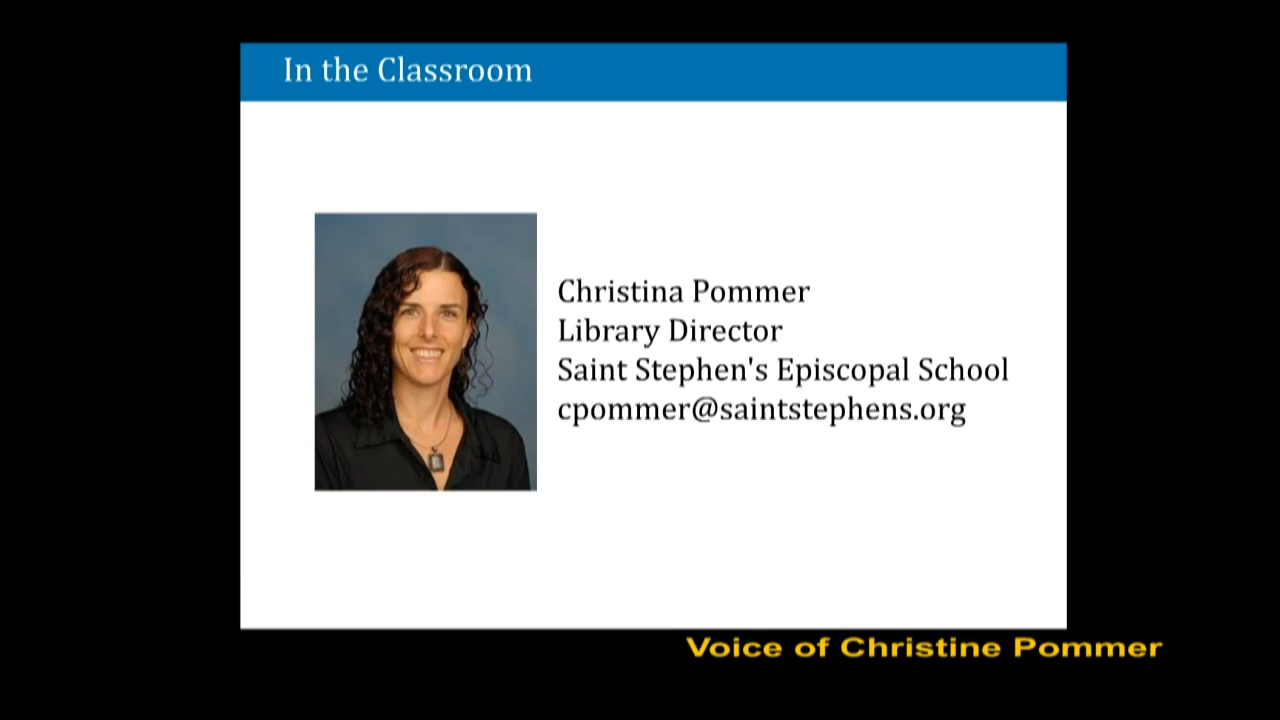 In the Classroom
Christina Pommer
Library Director
Saint Stephen's Episcopal School
cpommer@saintstephens.org
Voice of Christine Pommer